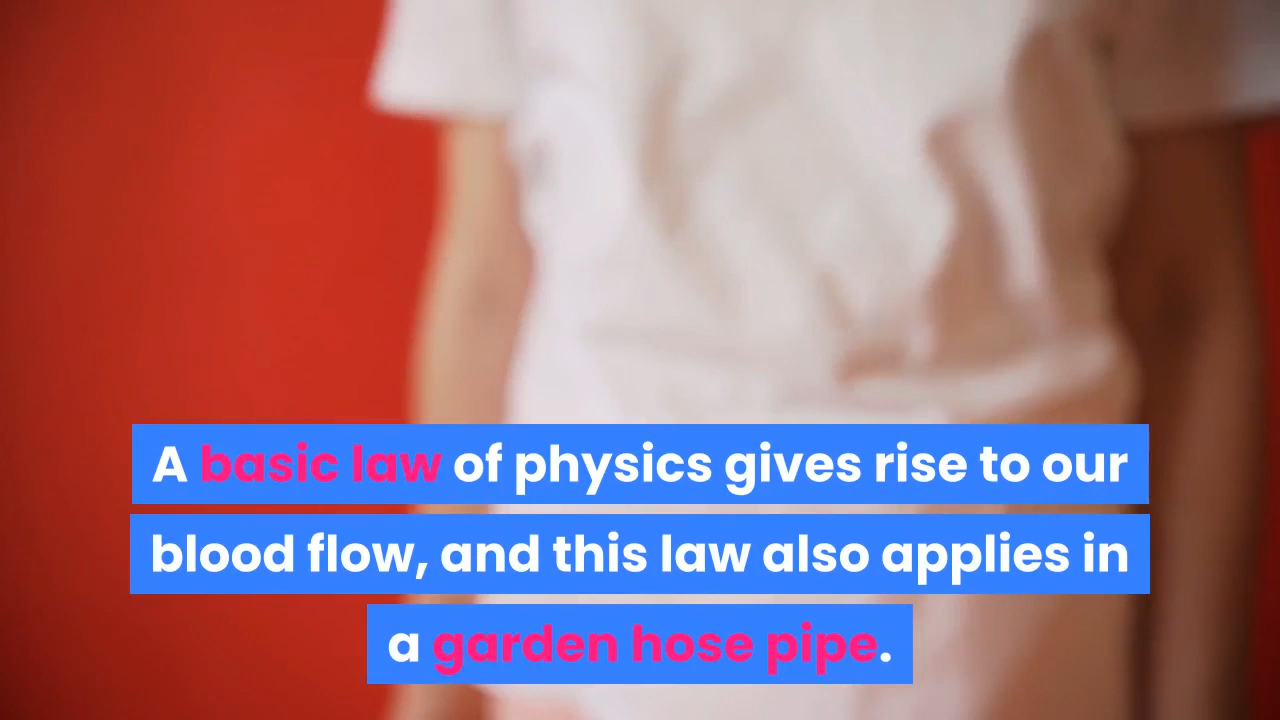 A basic law of physics gives rise to our
blood flow, and this law also applies in
a garden hose pipe.